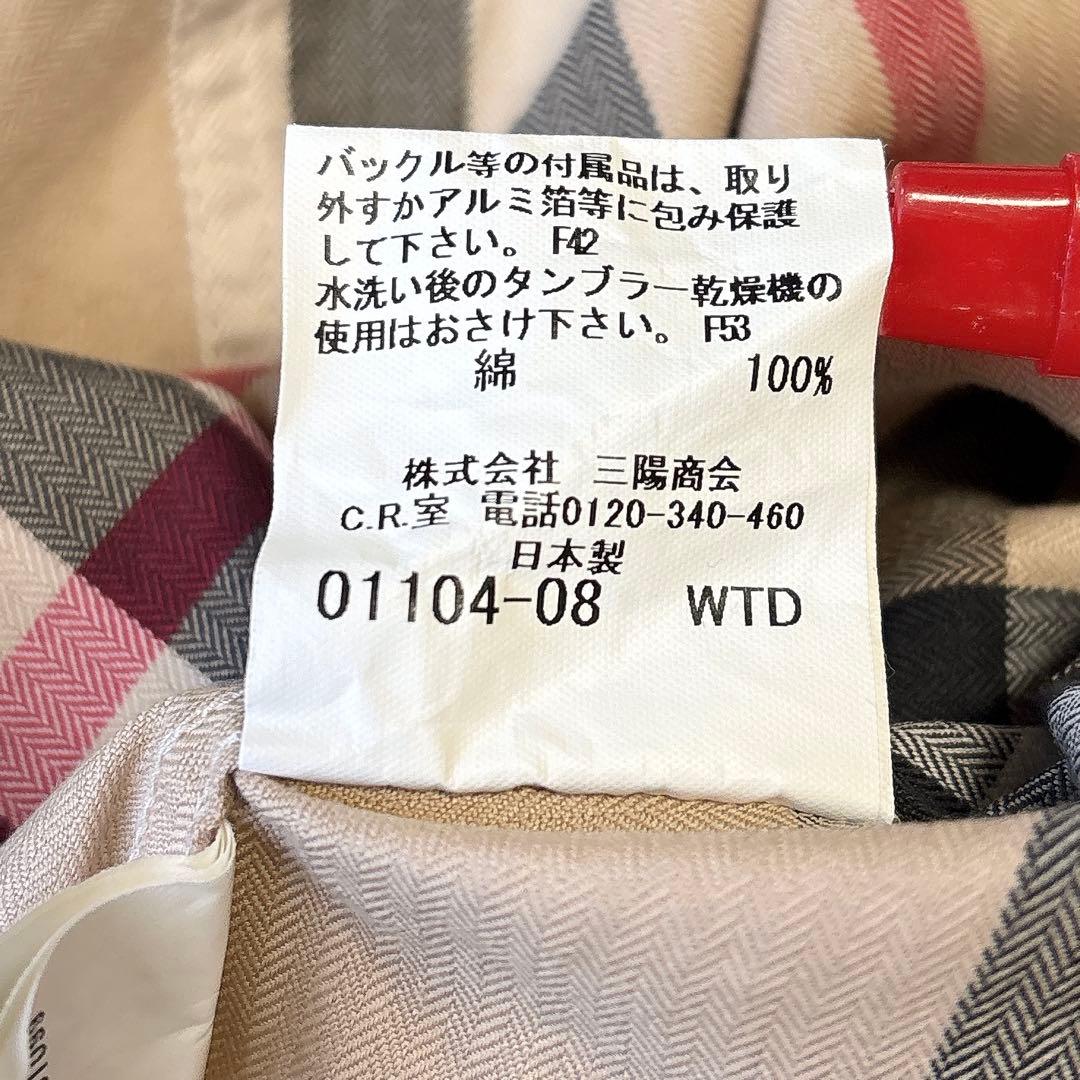 バックル等の付属品は、取り
外すかアルミ箔等に包み保護
して下さい。 F42
水洗い後のタンブラー乾燥機の
使用はおさけ下さい。 F53
綿 100%
株式会社 三陽商会
C.R.室 電話0120-340-460
日本製
01104-08 WTD